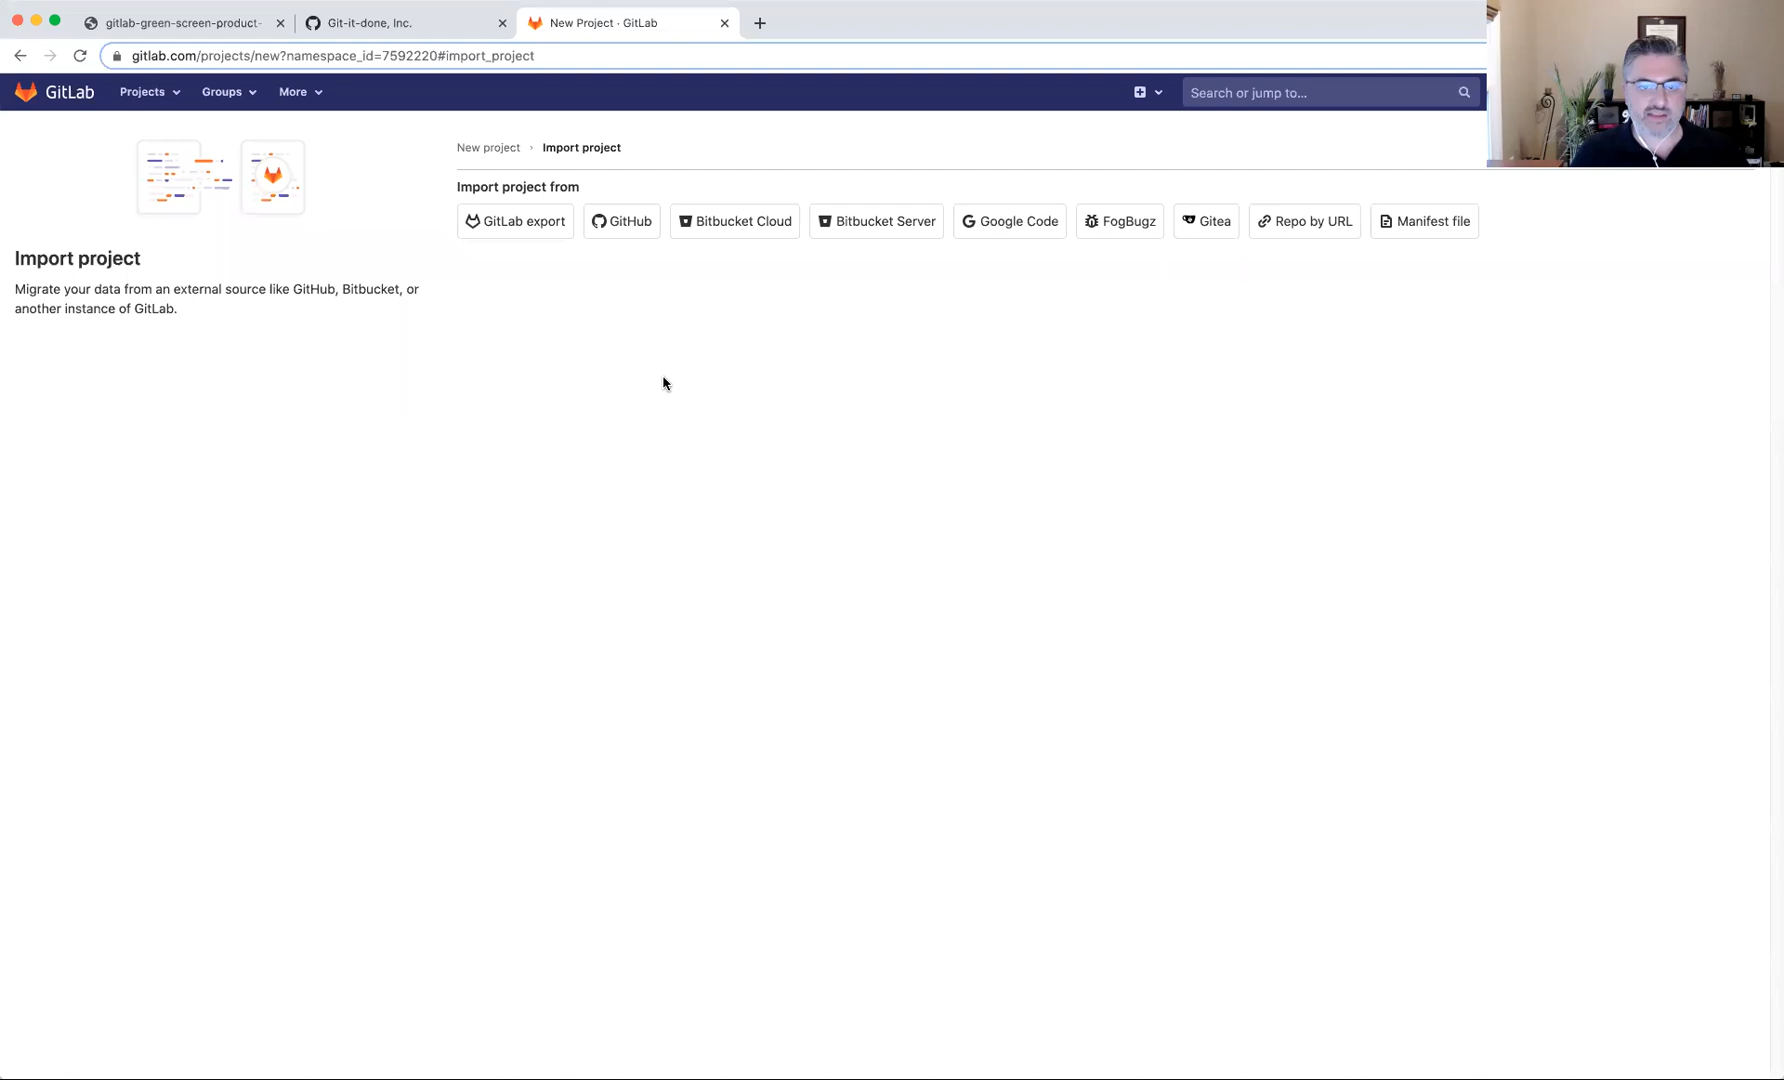 gitlab-green-screen-product-
Git-it-done, Inc.
New Project · GitLab
gitlab.com/projects/new?namespace_id=7592220#import_project
GitLab
Projects
Groups
More
Search or jump to...
New project › Import project
Import project from
GitLab export
GitHub
Bitbucket Cloud
Bitbucket Server
Google Code
FogBugz
Gitea
Repo by URL
Manifest file
Import project
Migrate your data from an external source like GitHub, Bitbucket, or
another instance of GitLab.